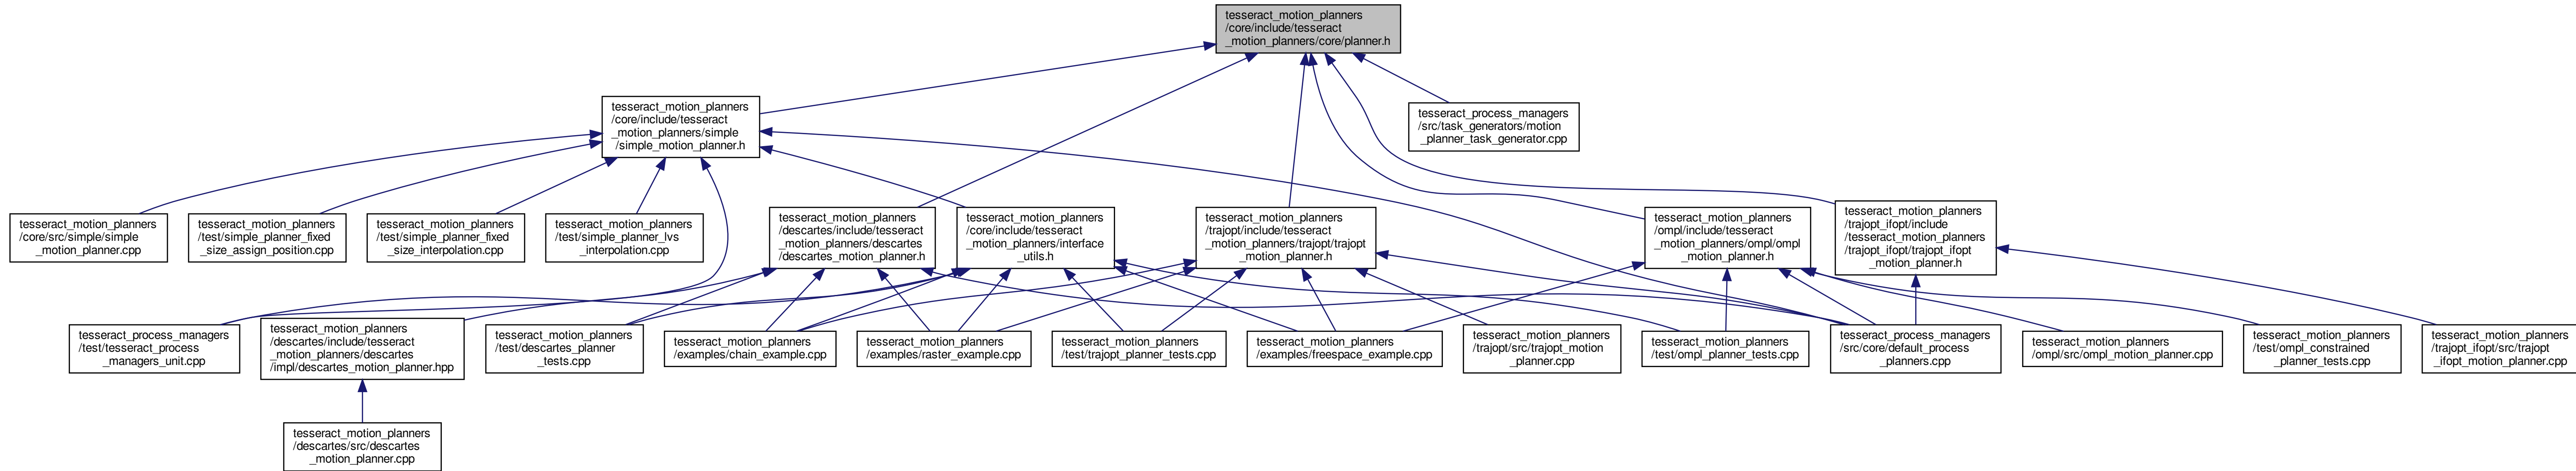 tesseract_motion_planners
/core/include/tesseract
_motion_planners/core/planner.h
tesseract_motion_planners
/core/include/tesseract
_motion_planners/simple
/simple_motion_planner.h
tesseract_process_managers
/src/task_generators/motion
_planner_task_generator.cpp
tesseract_motion_planners
/core/src/simple/simple
_motion_planner.cpp
tesseract_motion_planners
/test/simple_planner_fixed
_size_assign_position.cpp
tesseract_motion_planners
/test/simple_planner_fixed
_size_interpolation.cpp
tesseract_motion_planners
/test/simple_planner_lvs
_interpolation.cpp
tesseract_motion_planners
/descartes/include/tesseract
_motion_planners/descartes
/descartes_motion_planner.h
tesseract_motion_planners
/core/include/tesseract
_motion_planners/interface
_utils.h
tesseract_motion_planners
/trajopt/include/tesseract
_motion_planners/trajopt/trajopt
_motion_planner.h
tesseract_motion_planners
/ompl/include/tesseract
_motion_planners/ompl/ompl
_motion_planner.h
tesseract_motion_planners
/trajopt_ifopt/include
/tesseract_motion_planners
/trajopt_ifopt/trajopt_ifopt
_motion_planner.h
tesseract_process_managers
/test/tesseract_process
_managers_unit.cpp
tesseract_motion_planners
/descartes/include/tesseract
_motion_planners/descartes
/impl/descartes_motion_planner.hpp
tesseract_motion_planners
/test/descartes_planner
_tests.cpp
tesseract_motion_planners
/examples/chain_example.cpp
tesseract_motion_planners
/examples/raster_example.cpp
tesseract_motion_planners
/test/trajopt_planner_tests.cpp
tesseract_motion_planners
/examples/freespace_example.cpp
tesseract_motion_planners
/trajopt/src/trajopt_motion
_planner.cpp
tesseract_motion_planners
/test/ompl_planner_tests.cpp
tesseract_process_managers
/src/core/default_process
_planners.cpp
tesseract_motion_planners
/ompl/src/ompl_motion_planner.cpp
tesseract_motion_planners
/test/ompl_constrained
_planner_tests.cpp
tesseract_motion_planners
/trajopt_ifopt/src/trajopt
_ifopt_motion_planner.cpp
tesseract_motion_planners
/descartes/src/descartes
_motion_planner.cpp